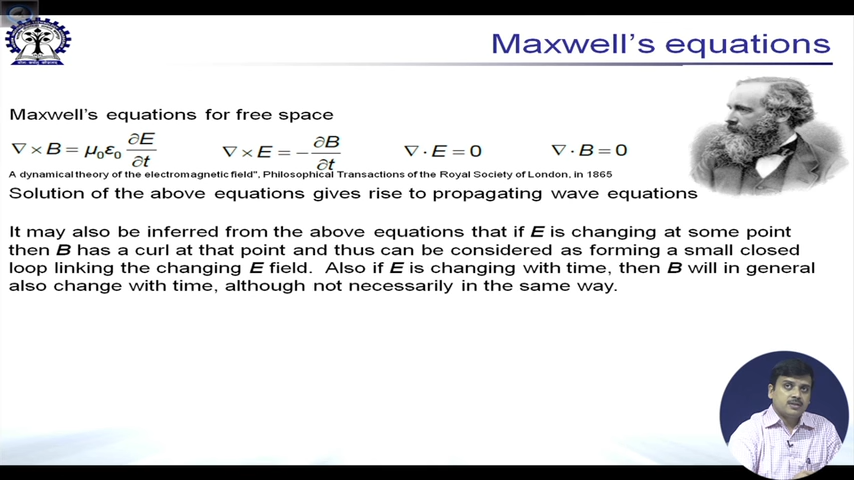 Maxwell's equations
Maxwell's equations for free space
∇ × B = μ₀ε₀ ∂E/∂t    ∇ × E = −∂B/∂t    ∇ · E = 0    ∇ · B = 0
A dynamical theory of the electromagnetic field", Philosophical Transactions of the Royal Society of London, in 1865
Solution of the above equations gives rise to propagating wave equations
It may also be inferred from the above equations that if E is changing at some point
then B has a curl at that point and thus can be considered as forming a small closed
loop linking the changing E field.  Also if E is changing with time, then B will in general
also change with time, although not necessarily in the same way.